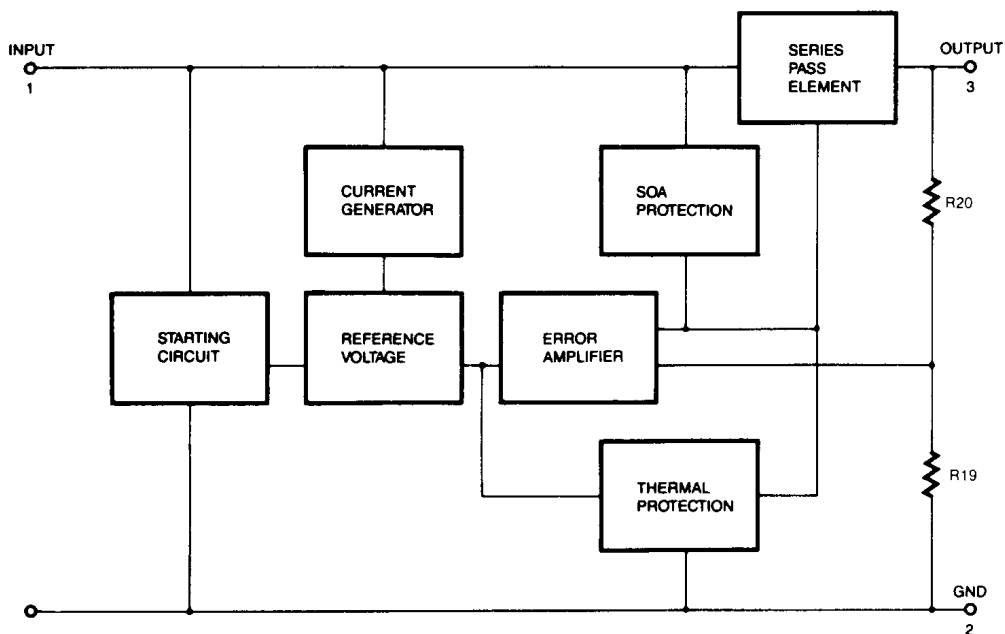 INPUT
1
SERIES
PASS
ELEMENT
OUTPUT
3
CURRENT
GENERATOR
SOA
PROTECTION
R20
STARTING
CIRCUIT
REFERENCE
VOLTAGE
ERROR
AMPLIFIER
THERMAL
PROTECTION
R19
GND
2